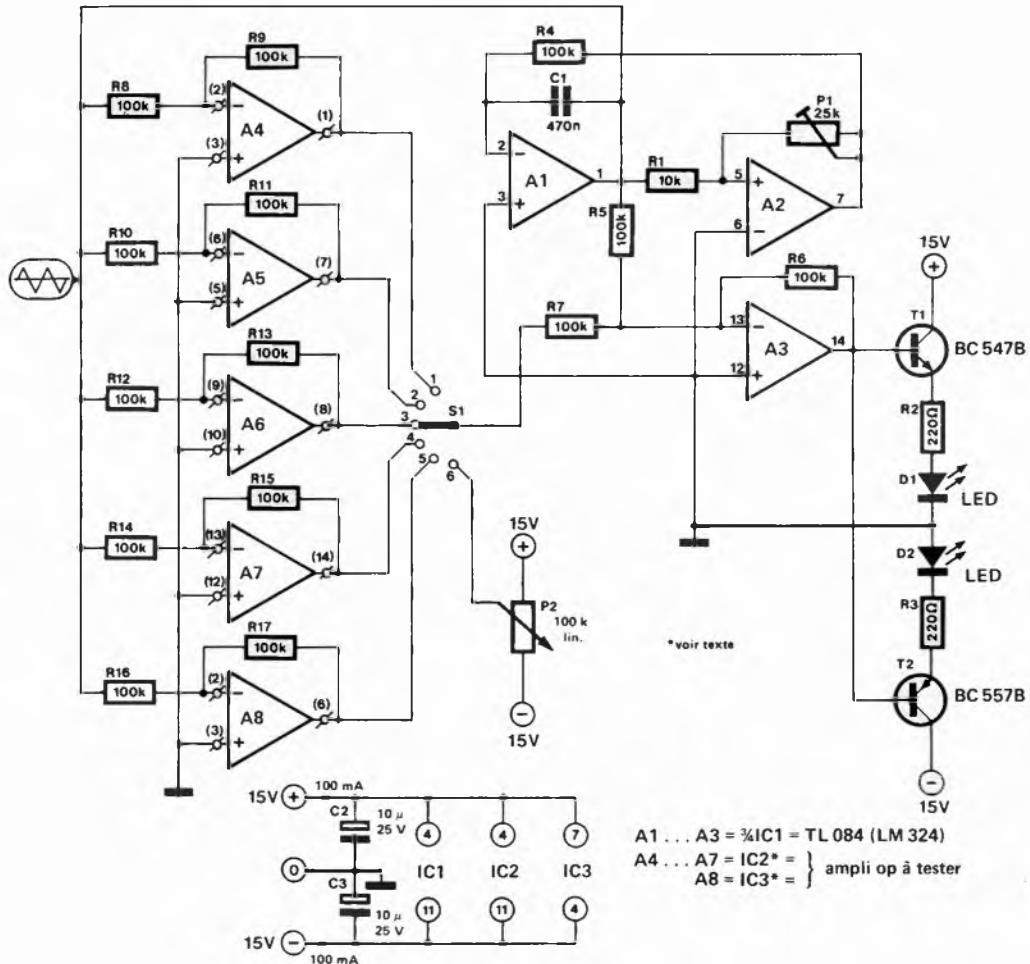 R9
100k
R8
100k
(2)
−
(1)
A4
(3)
+
R11
100k
R10
100k
(6)
−
(7)
A5
(5)
+
R13
100k
R12
100k
(9)
−
(8)
A6
(10)
+
R15
100k
R14
100k
(13)
−
(14)
A7
(12)
+
R17
100k
R16
100k
(2)
−
(6)
A8
(3)
+
1
2
3
4
5
6
S1
R4
100k
C1
470n
2
−
A1
1
3
+
R1
10k
P1
25k
5
+
A2
7
6
−
R5
100k
R7
100k
R6
100k
13
−
A3
14
12
+
15V
+
T1
BC 547B
R2
220Ω
D1
LED
D2
LED
R3
220Ω
T2
BC 557B
−
15V
15V
+
P2
100 k
lin.
−
15V
*voir texte
15V
+
100 mA
C2
10 µ
25 V
4
4
7
0
IC1
IC2
IC3
C3
10 µ
25 V
11
11
4
15V
−
100 mA
A1 . . . A3 = ¾IC1 = TL 084 (LM 324)
A4 . . . A7 = IC2* =
A8 = IC3* =
} ampli op à tester